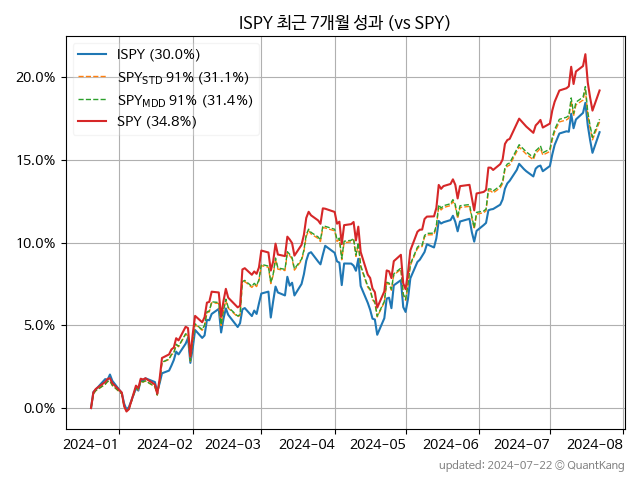 ISPY 최근 7개월 성과 (vs SPY)
ISPY (30.0%)
SPY_STD 91% (31.1%)
SPY_MDD 91% (31.4%)
SPY (34.8%)
20.0%
15.0%
10.0%
5.0%
0.0%
2024-01 2024-02 2024-03 2024-04 2024-05 2024-06 2024-07 2024-08
updated: 2024-07-22 © QuantKang